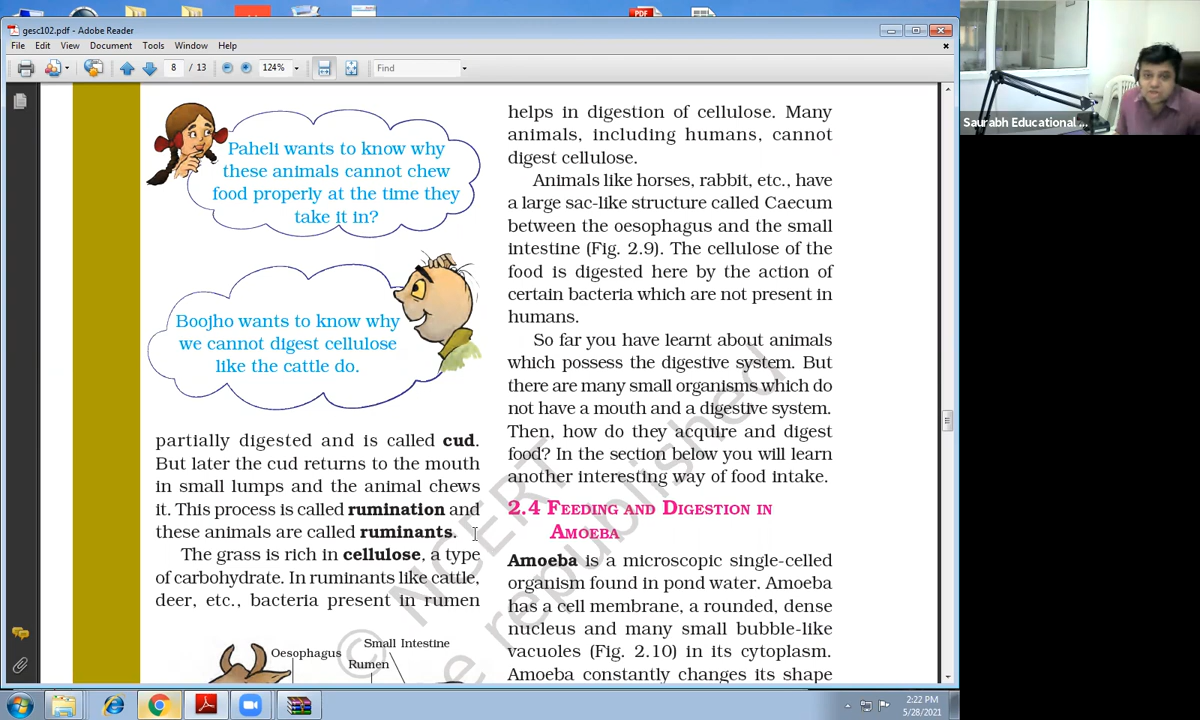 gesc102.pdf - Adobe Reader
File Edit View Document Tools Window Help
8 / 13 124% Find
Saurabh Educational ...
Paheli wants to know why
these animals cannot chew
food properly at the time they
take it in?
Boojho wants to know why
we cannot digest cellulose
like the cattle do.
partially digested and is called cud.
But later the cud returns to the mouth
in small lumps and the animal chews
it. This process is called rumination and
these animals are called ruminants.
The grass is rich in cellulose, a type
of carbohydrate. In ruminants like cattle,
deer, etc., bacteria present in rumen
Oesophagus
Small Intestine
Rumen
helps in digestion of cellulose. Many
animals, including humans, cannot
digest cellulose.
Animals like horses, rabbit, etc., have
a large sac-like structure called Caecum
between the oesophagus and the small
intestine (Fig. 2.9). The cellulose of the
food is digested here by the action of
certain bacteria which are not present in
humans.
So far you have learnt about animals
which possess the digestive system. But
there are many small organisms which do
not have a mouth and a digestive system.
Then, how do they acquire and digest
food? In the section below you will learn
another interesting way of food intake.
2.4 FEEDING AND DIGESTION IN
AMOEBA
Amoeba is a microscopic single-celled
organism found in pond water. Amoeba
has a cell membrane, a rounded, dense
nucleus and many small bubble-like
vacuoles (Fig. 2.10) in its cytoplasm.
Amoeba constantly changes its shape
© NCERT
be republished
2:22 PM
5/28/2021